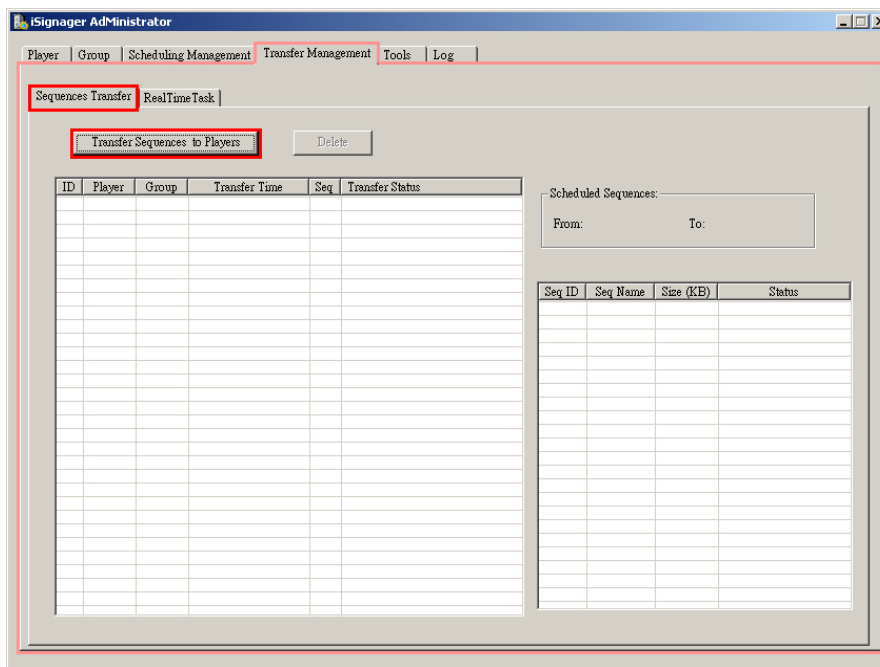 iSignager AdMinistrator
Player Group Scheduling Management Transfer Management Tools Log
Sequences Transfer RealTimeTask
Transfer Sequences to Players Delete
ID Player Group Transfer Time Seq Transfer Status
Scheduled Sequences:
From: To:
Seq ID Seq Name Size (KB) Status